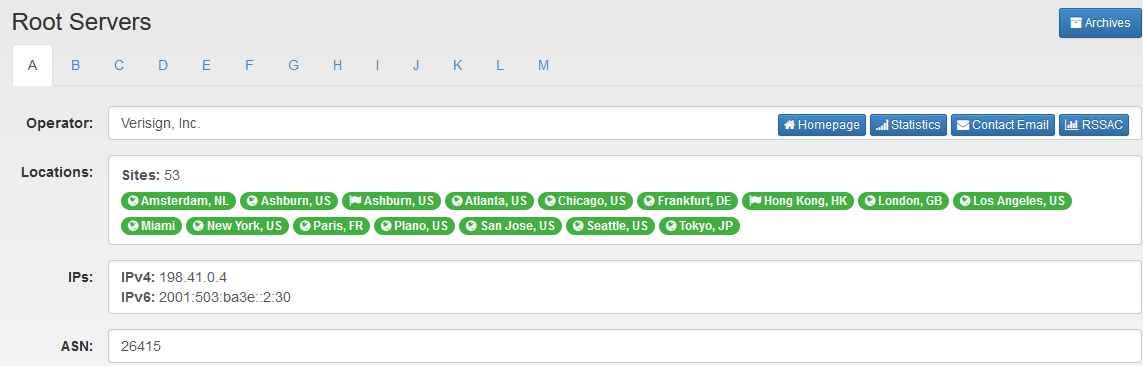 Root Servers
Archives
A B C D E F G H I J K L M
Operator: Verisign, Inc. Homepage Statistics Contact Email RSSAC
Locations: Sites: 53
Amsterdam, NL Ashburn, US Ashburn, US Atlanta, US Chicago, US Frankfurt, DE Hong Kong, HK London, GB Los Angeles, US
Miami New York, US Paris, FR Plano, US San Jose, US Seattle, US Tokyo, JP
IPs: IPv4: 198.41.0.4
IPv6: 2001:503:ba3e::2:30
ASN: 26415